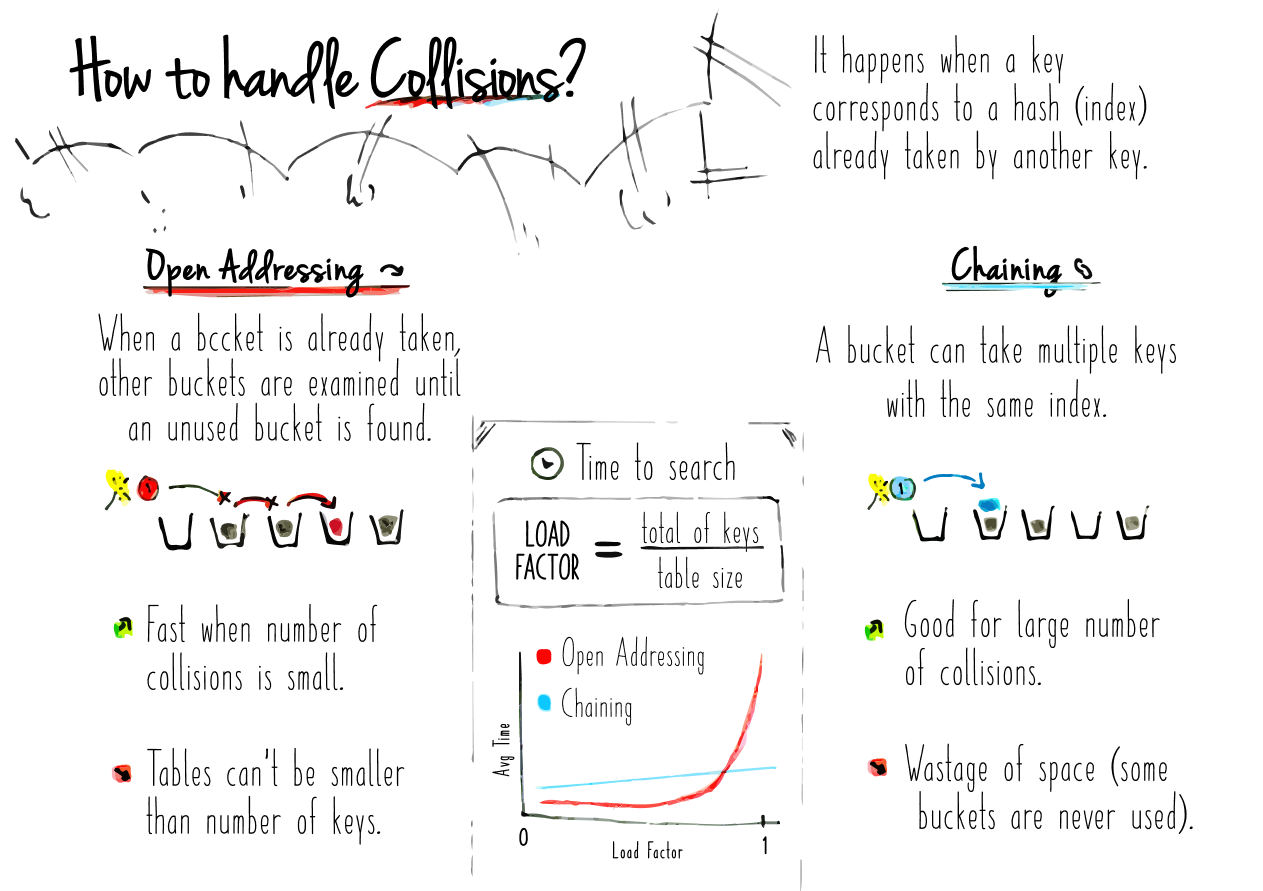 How to handle Collisions?
It happens when a key
corresponds to a hash (index)
already taken by another key.
Open Addressing
When a bccket is already taken,
other buckets are examined until
an unused bucket is found.
1
Fast when number of
collisions is small.
Tables can't be smaller
than number of keys.
Time to search
LOAD
FACTOR
=
total of keys
table size
Open Addressing
Chaining
Avg Time
0
1
Load Factor
Chaining
A bucket can take multiple keys
with the same index.
1
Good for large number
of collisions.
Wastage of space (some
buckets are never used).